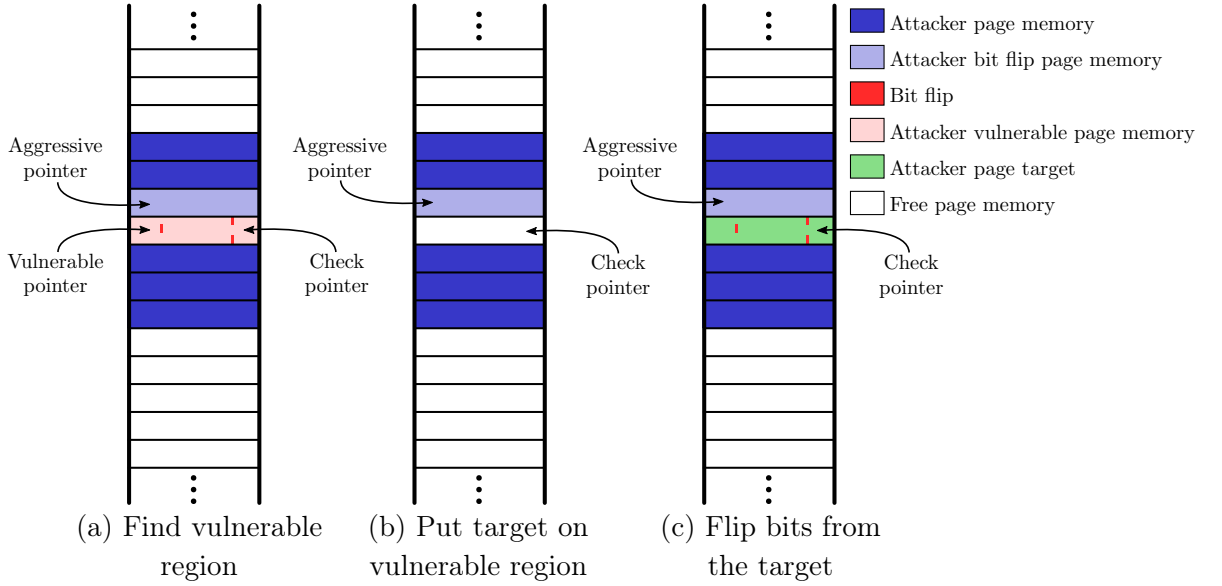 Aggressive
pointer
Vulnerable
pointer
Check
pointer
(a) Find vulnerable
region
Aggressive
pointer
Check
pointer
(b) Put target on
vulnerable region
Aggressive
pointer
Check
pointer
(c) Flip bits from
the target
Attacker page memory
Attacker bit flip page memory
Bit flip
Attacker vulnerable page memory
Attacker page target
Free page memory